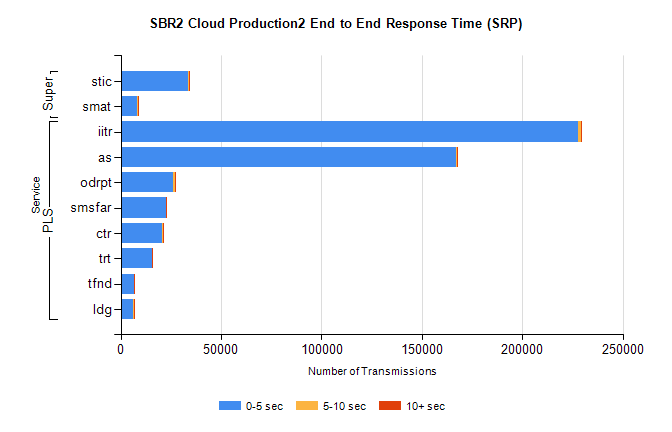 SBR2 Cloud Production2 End to End Response Time (SRP)
Super
stic
smat
Service
PLS
iitr
as
odrpt
smsfar
ctr
trt
tfnd
ldg
0 50000 100000 150000 200000 250000
Number of Transmissions
0-5 sec 5-10 sec 10+ sec